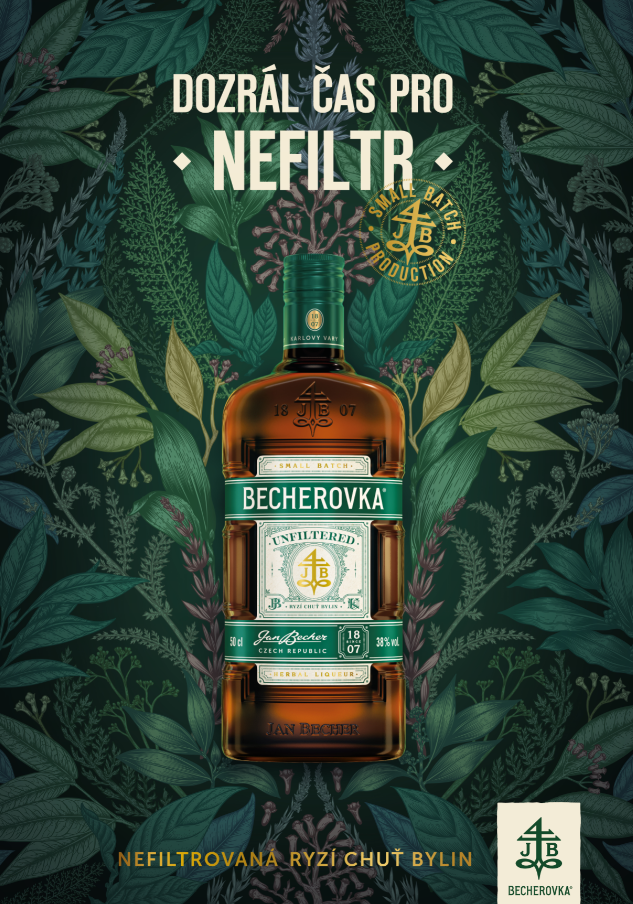 DOZRÁL ČAS PRO
NEFILTR
SMALL BATCH
JB
PRODUCTION
18
07
KARLOVY VARY
18 JB 07
SMALL BATCH
BECHEROVKA®
UNFILTERED
JB
JB
RYZÍ CHUŤ BYLIN
50 cl
Jan Becher
CZECH REPUBLIC
18
SINCE
07
38% vol.
HERBAL LIQUEUR
JAN BECHER
NEFILTROVANÁ RYZÍ CHUŤ BYLIN
JB
BECHEROVKA®